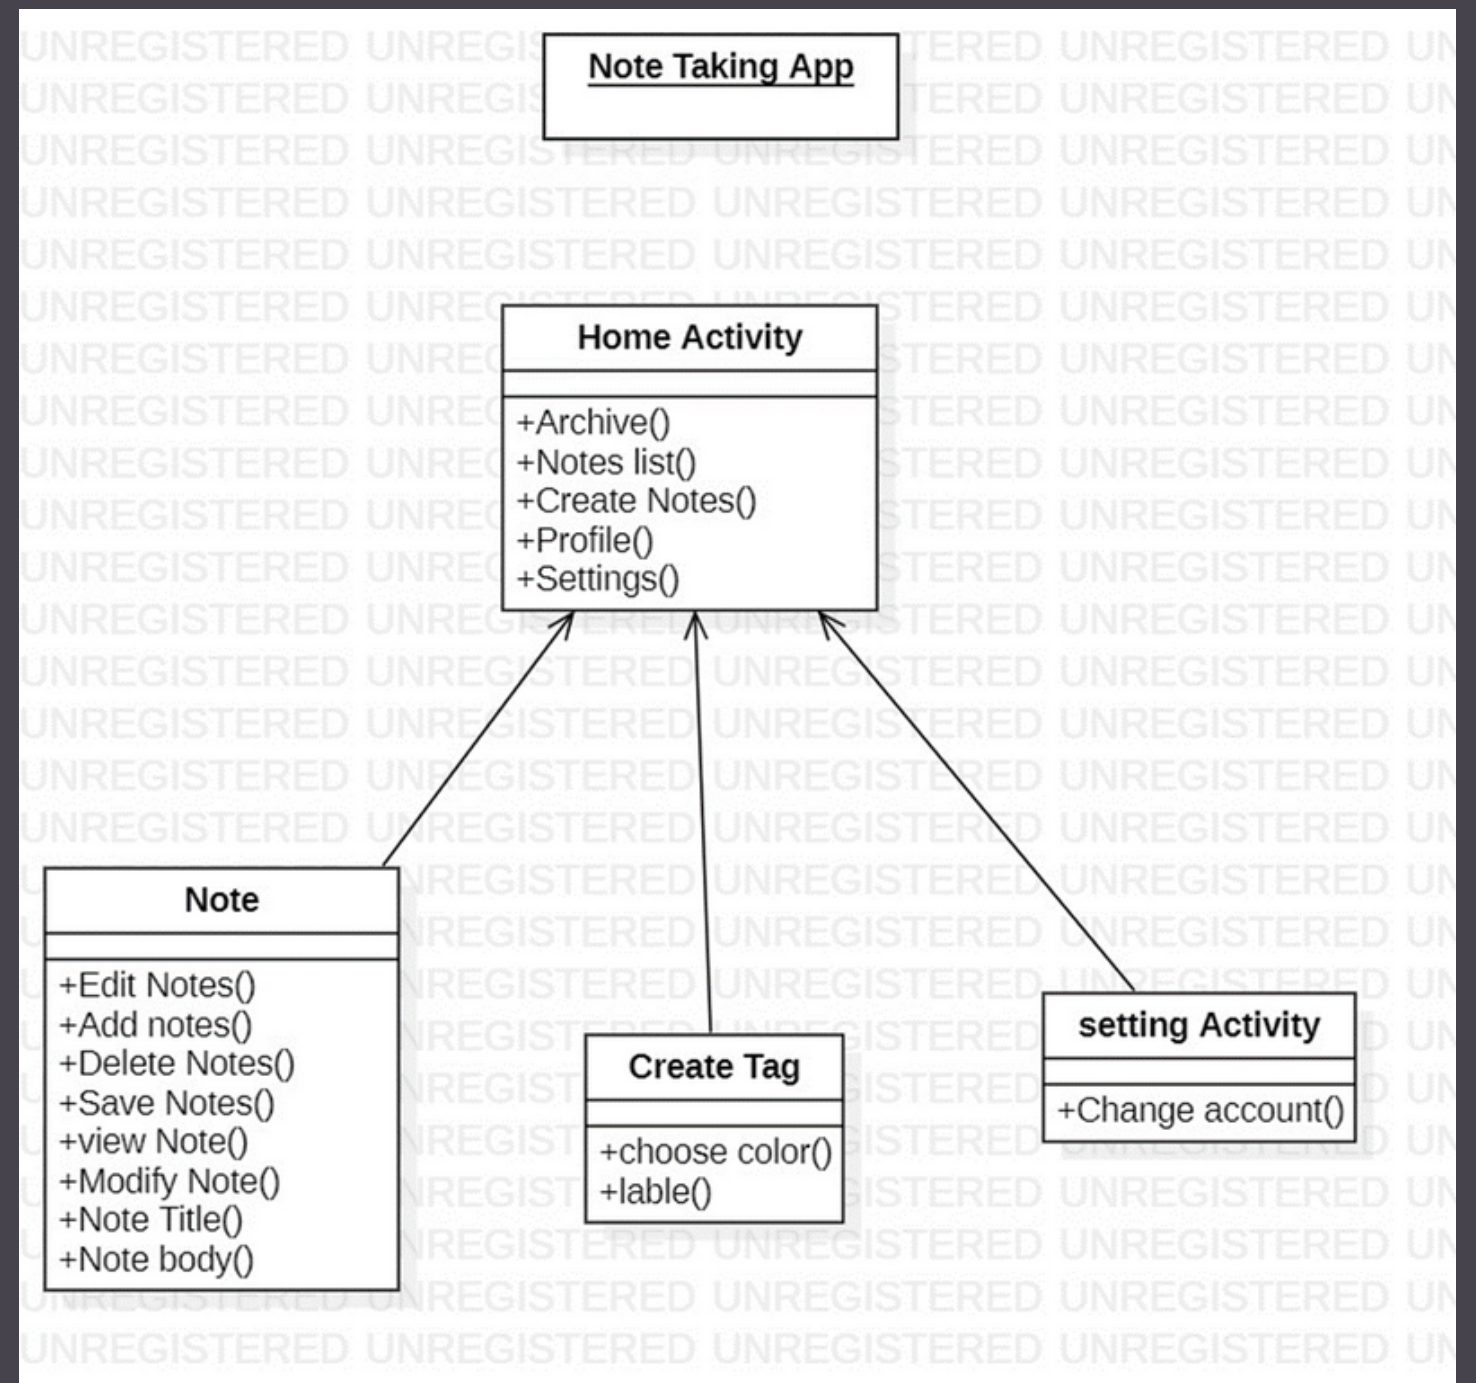 Note Taking App
Home Activity
+Archive()
+Notes list()
+Create Notes()
+Profile()
+Settings()
Note
+Edit Notes()
+Add notes()
+Delete Notes()
+Save Notes()
+view Note()
+Modify Note()
+Note Title()
+Note body()
Create Tag
+choose color()
+lable()
setting Activity
+Change account()
UNREGISTERED